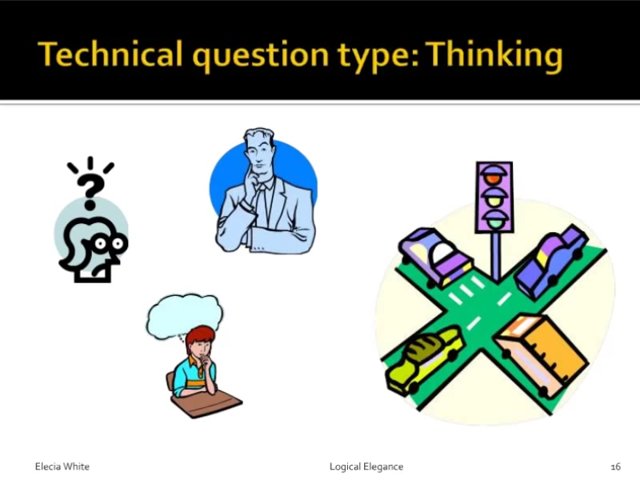 Technical question type: Thinking
?
Elecia White
Logical Elegance
16